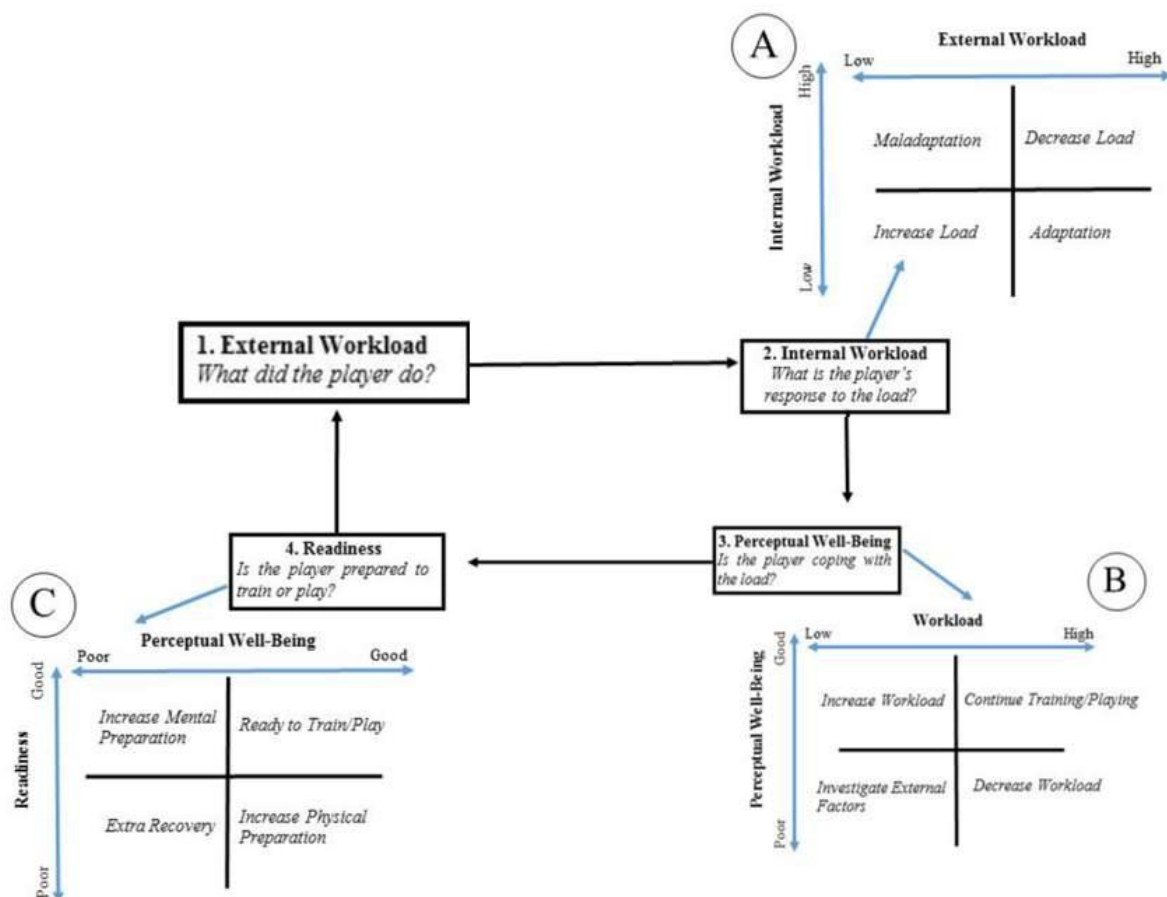 A
External Workload
Low
High
Internal Workload
High
Low
Maladaptation
Decrease Load
Increase Load
Adaptation
1. External Workload
What did the player do?
2. Internal Workload
What is the player's
response to the load?
4. Readiness
Is the player prepared to
train or play?
3. Perceptual Well-Being
Is the player coping with
the load?
C
Perceptual Well-Being
Poor
Good
Readiness
Good
Poor
Increase Mental
Preparation
Ready to Train/Play
Extra Recovery
Increase Physical
Preparation
B
Workload
Low
High
Perceptual Well-Being
Good
Poor
Increase Workload
Continue Training/Playing
Investigate External
Factors
Decrease Workload